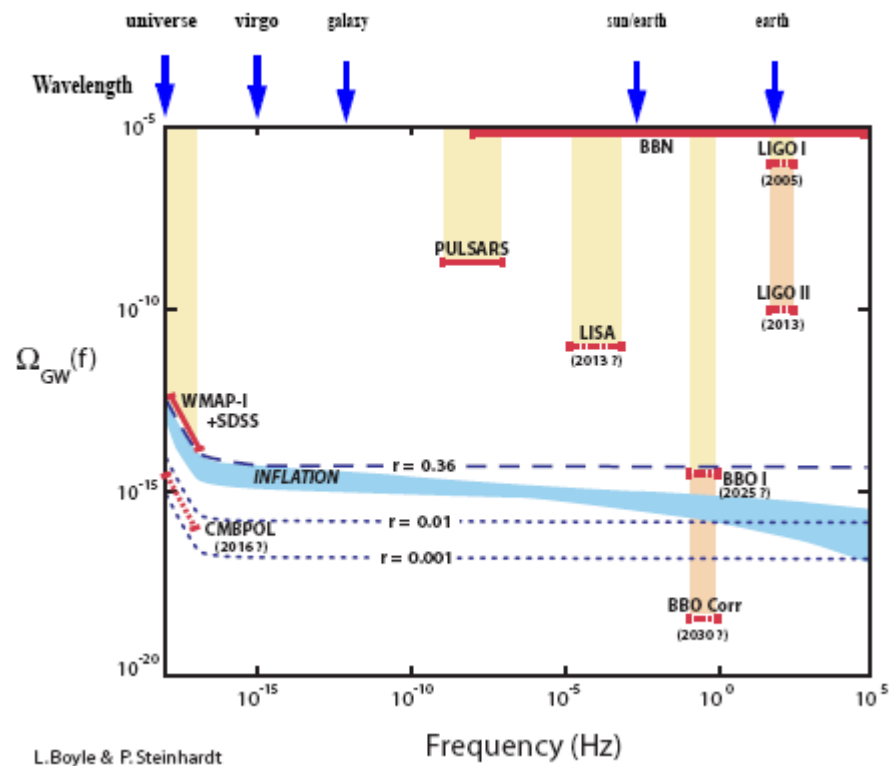 universe virgo galaxy sun/earth earth
Wavelength
10^-5
BBN
LIGO I
(2005)
PULSARS
10^-10
LIGO II
(2013)
LISA
(2013 ?)
Ω_GW(f)
WMAP-I
+SDSS
r = 0.36
INFLATION
BBO I
(2025 ?)
10^-15
r = 0.01
CMBPOL
(2016 ?)
r = 0.001
BBO Corr
(2030 ?)
10^-20
10^-15 10^-10 10^-5 10^0 10^5
Frequency (Hz)
L.Boyle & P.Steinhardt